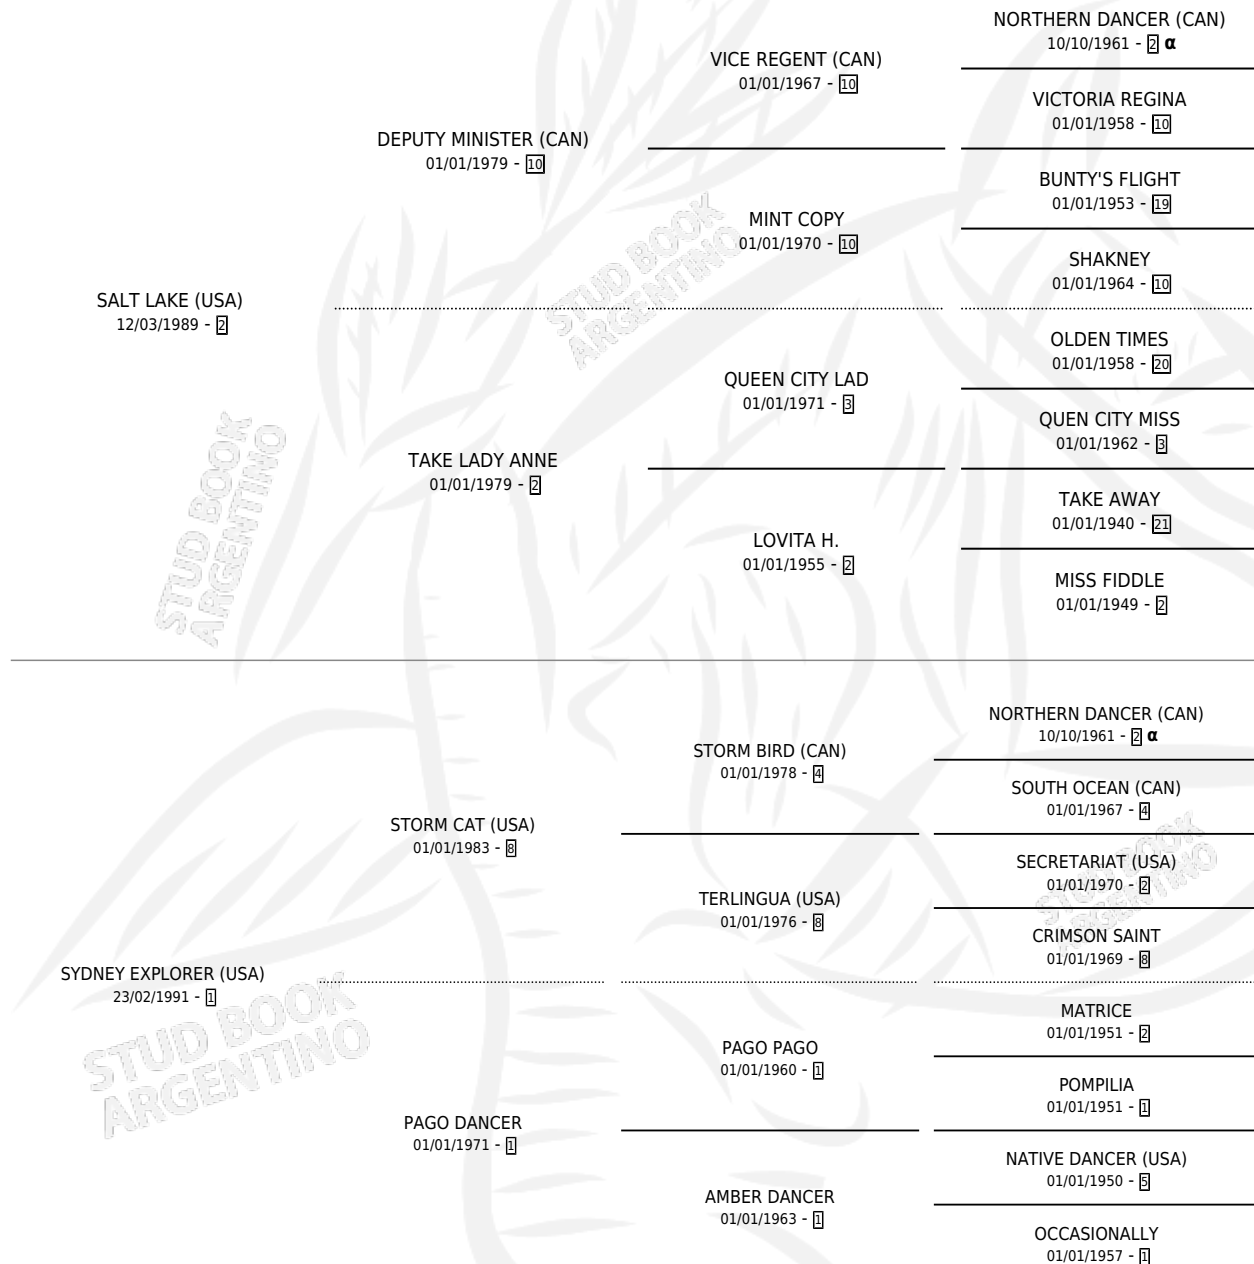 NORTHERN DANCER (CAN)
10/10/1961 - 2 α
VICE REGENT (CAN)
01/01/1967 - 10
VICTORIA REGINA
01/01/1958 - 10
DEPUTY MINISTER (CAN)
01/01/1979 - 10
BUNTY'S FLIGHT
01/01/1953 - 19
MINT COPY
01/01/1970 - 10
SHAKNEY
01/01/1964 - 10
SALT LAKE (USA)
12/03/1989 - 2
STUD BOOK
ARGENTINO
OLDEN TIMES
01/01/1958 - 20
QUEEN CITY LAD
01/01/1971 - 3
QUEN CITY MISS
01/01/1962 - 3
TAKE LADY ANNE
01/01/1979 - 2
TAKE AWAY
01/01/1940 - 21
LOVITA H.
01/01/1955 - 2
MISS FIDDLE
01/01/1949 - 2
STUD BOOK
ARGENTINO
NORTHERN DANCER (CAN)
10/10/1961 - 2 α
STORM BIRD (CAN)
01/01/1978 - 4
SOUTH OCEAN (CAN)
01/01/1967 - 4
STORM CAT (USA)
01/01/1983 - 8
SECRETARIAT (USA)
01/01/1970 - 2
TERLINGUA (USA)
01/01/1976 - 8
CRIMSON SAINT
01/01/1969 - 8
STUD BOOK
ARGENTINO
SYDNEY EXPLORER (USA)
23/02/1991 - 1
STUD BOOK
ARGENTINO
MATRICE
01/01/1951 - 2
PAGO PAGO
01/01/1960 - 1
POMPILIA
01/01/1951 - 1
PAGO DANCER
01/01/1971 - 1
NATIVE DANCER (USA)
01/01/1950 - 5
AMBER DANCER
01/01/1963 - 1
OCCASIONALLY
01/01/1957 - 1